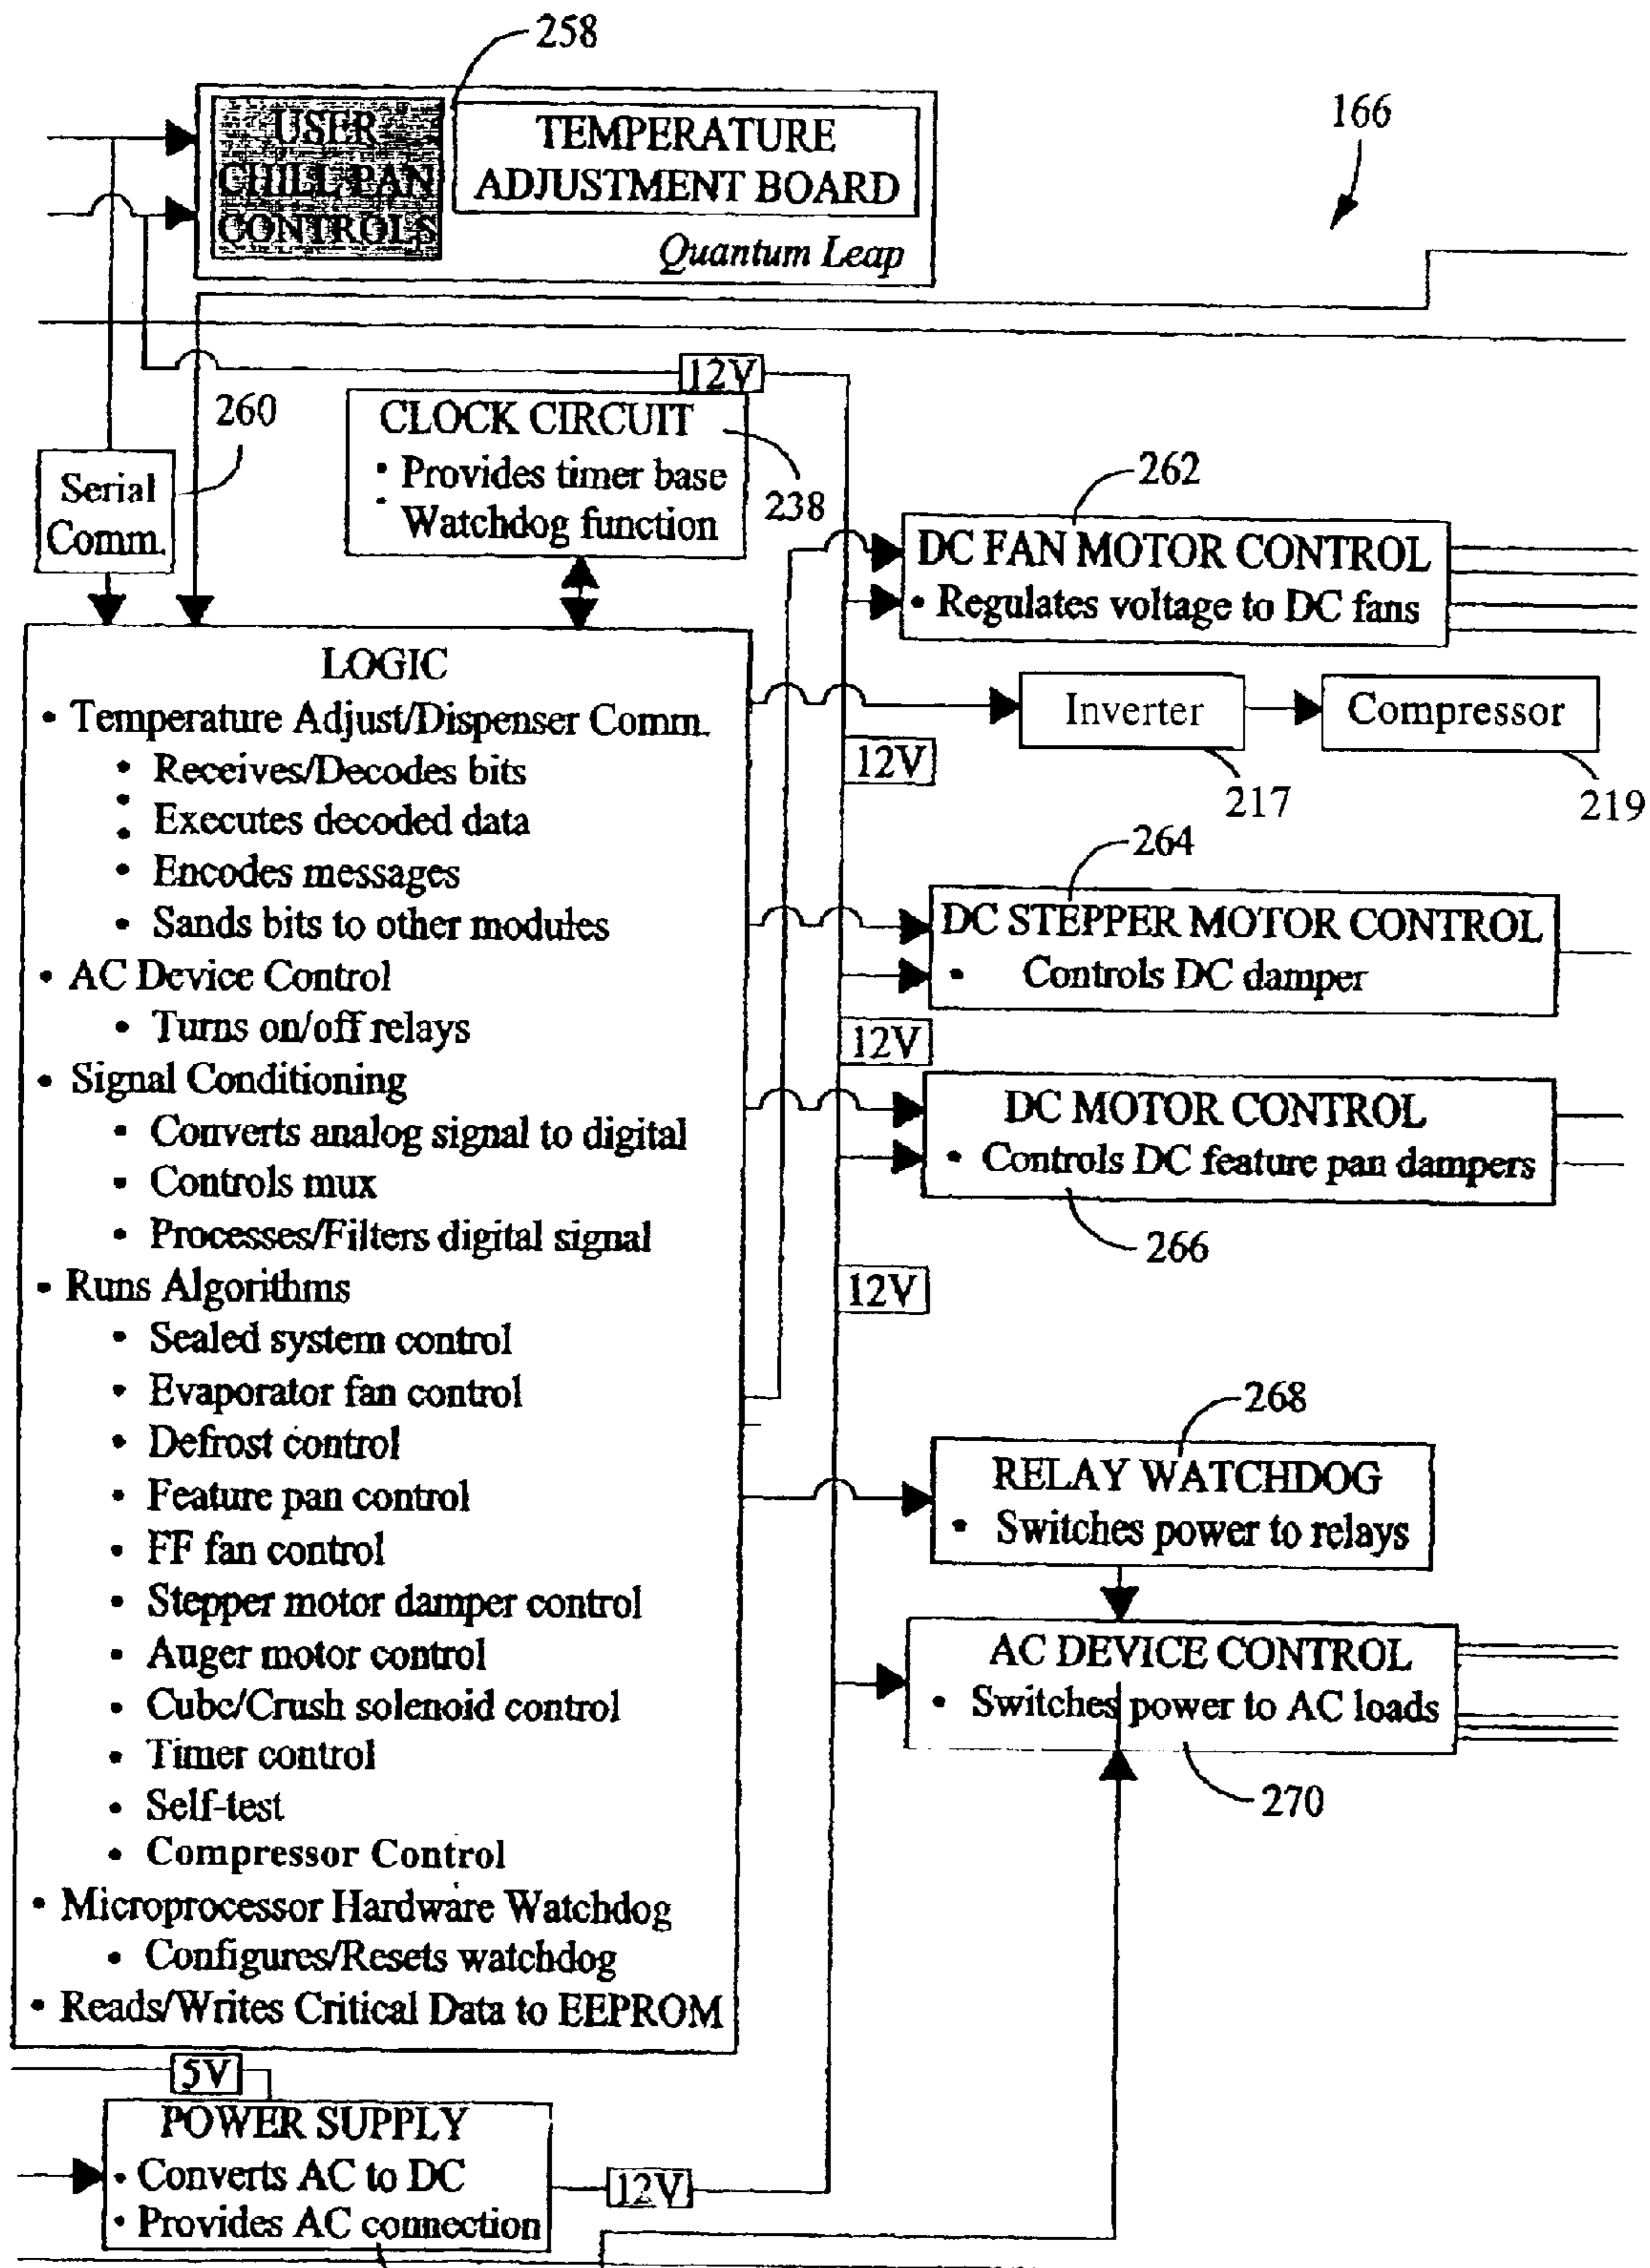 258
USER
CHILL PAN
CONTROLS
TEMPERATURE
ADJUSTMENT BOARD
Quantum Leap
166
12V
260
CLOCK CIRCUIT
• Provides timer base
• Watchdog function
238
Serial
Comm.
262
DC FAN MOTOR CONTROL
• Regulates voltage to DC fans
LOGIC
• Temperature Adjust/Dispenser Comm.
• Receives/Decodes bits
• Executes decoded data
• Encodes messages
• Sands bits to other modules
• AC Device Control
• Turns on/off relays
• Signal Conditioning
• Converts analog signal to digital
• Controls mux
• Processes/Filters digital signal
• Runs Algorithms
• Sealed system control
• Evaporator fan control
• Defrost control
• Feature pan control
• FF fan control
• Stepper motor damper control
• Auger motor control
• Cubc/Crush solenoid control
• Timer control
• Self-test
• Compressor Control
• Microprocessor Hardware Watchdog
• Configures/Resets watchdog
• Reads/Writes Critical Data to EEPROM
Inverter
Compressor
12V
217
219
264
DC STEPPER MOTOR CONTROL
• Controls DC damper
12V
DC MOTOR CONTROL
• Controls DC feature pan dampers
266
12V
268
RELAY WATCHDOG
• Switches power to relays
AC DEVICE CONTROL
• Switches power to AC loads
270
5V
POWER SUPPLY
• Converts AC to DC
• Provides AC connection
12V